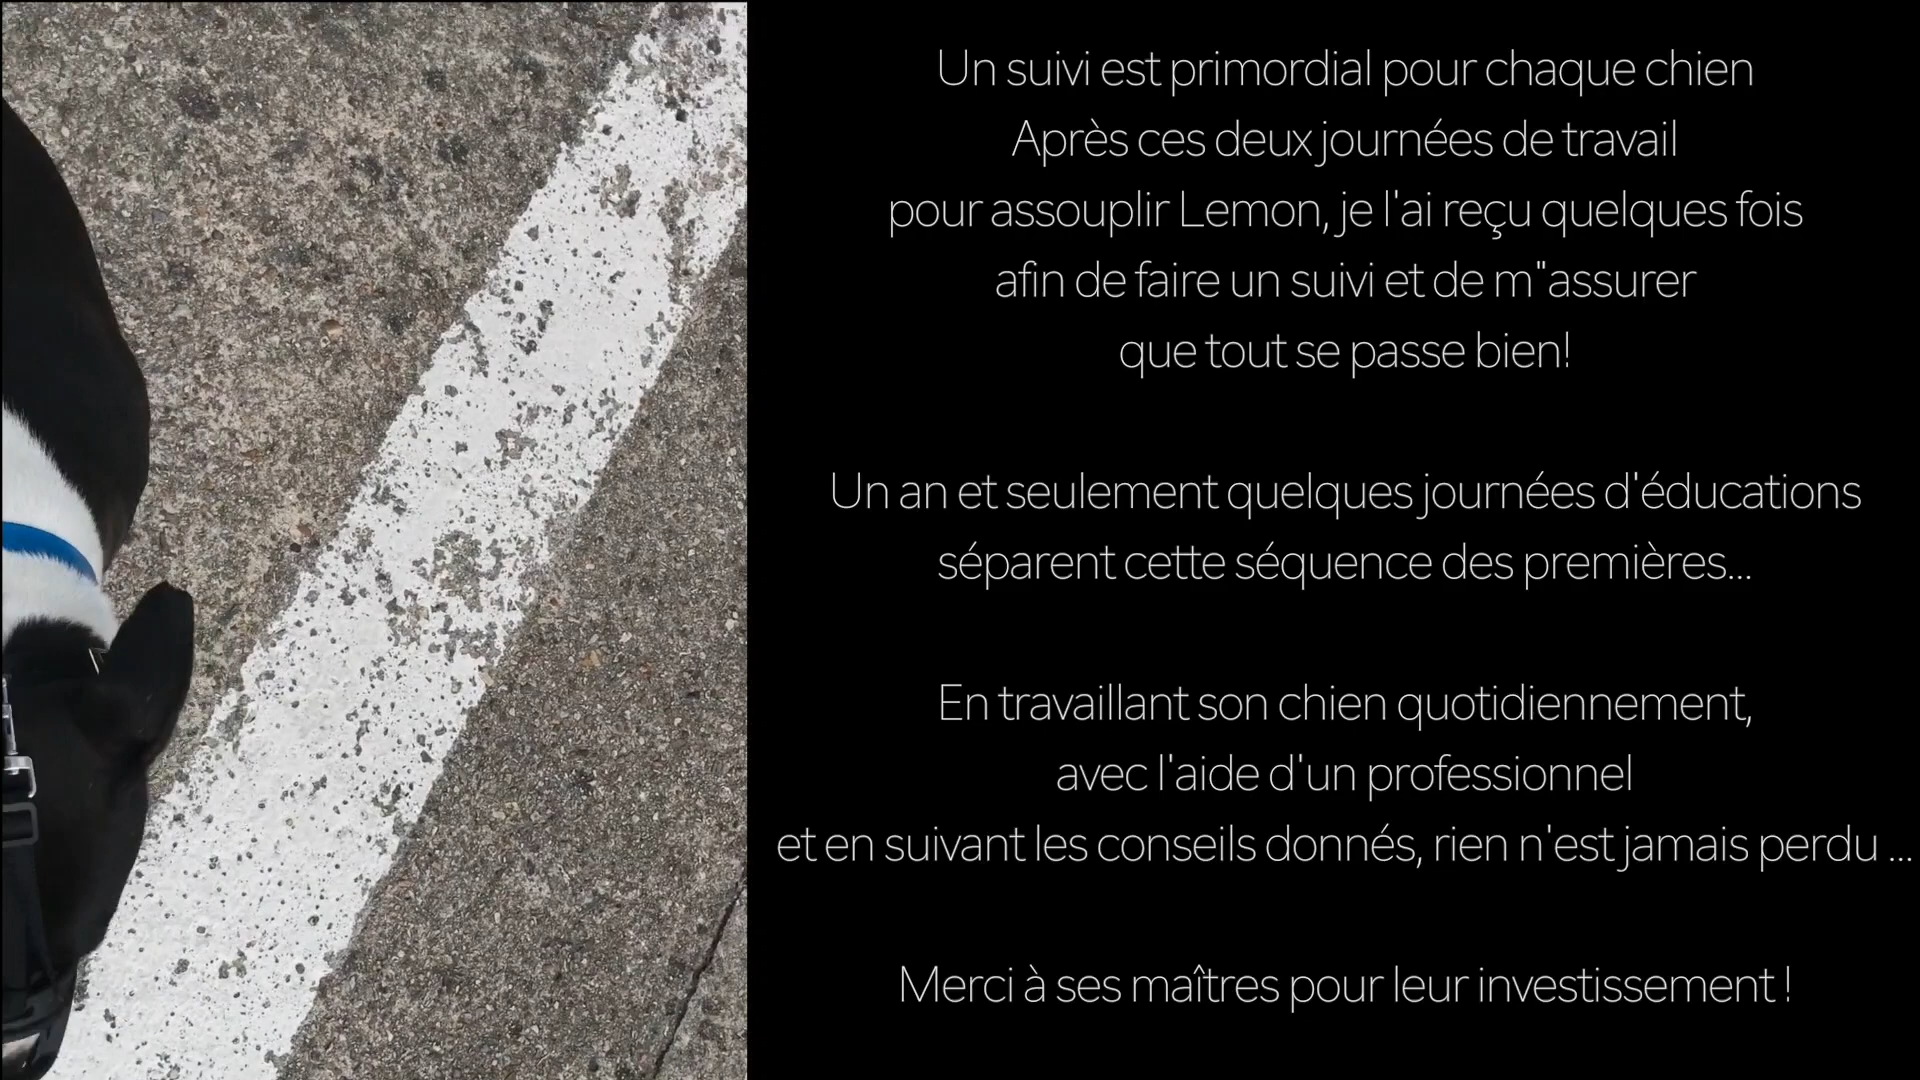 Un suivi est primordial pour chaque chien
Après ces deux journées de travail
pour assouplir Lemon, je l'ai reçu quelques fois
afin de faire un suivi et de m"assurer
que tout se passe bien!
Un an et seulement quelques journées d'éducations
séparent cette séquence des premières...
En travaillant son chien quotidiennement,
avec l'aide d'un professionnel
et en suivant les conseils donnés, rien n'est jamais perdu ...
Merci à ses maîtres pour leur investissement !